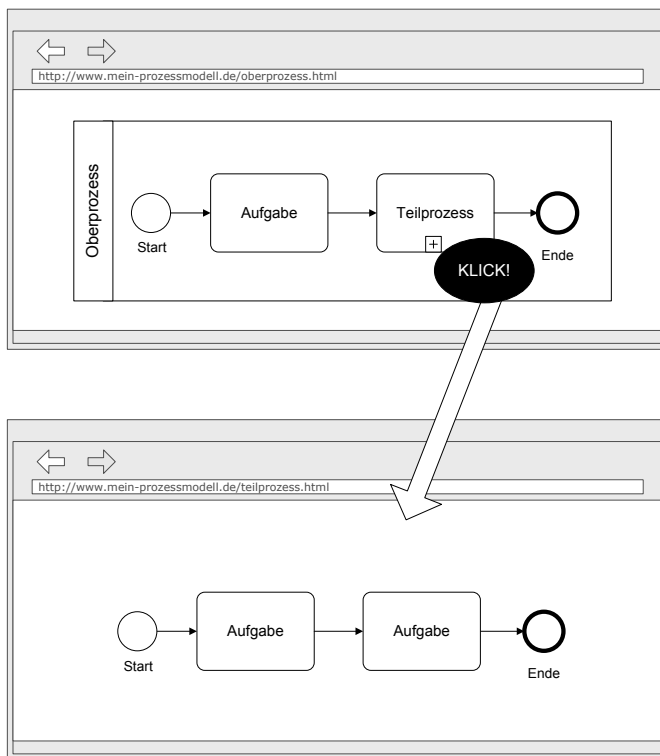 http://www.mein-prozessmodell.de/oberprozess.html
Oberprozess
Aufgabe
Teilprozess
Start
Ende
KLICK!
http://www.mein-prozessmodell.de/teilprozess.html
Aufgabe
Aufgabe
Start
Ende